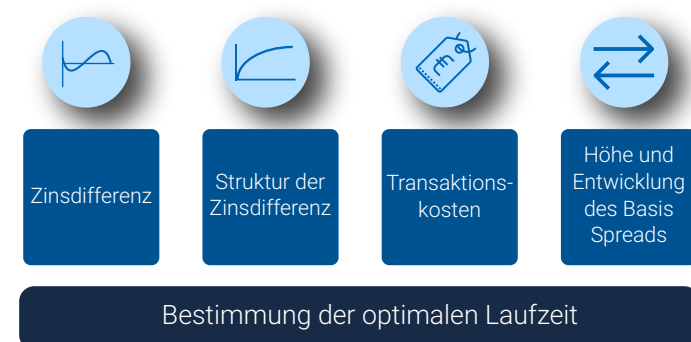 Zinsdifferenz
Struktur der
Zinsdifferenz
Transaktions-
kosten
Höhe und
Entwicklung
des Basis
Spreads
Bestimmung der optimalen Laufzeit